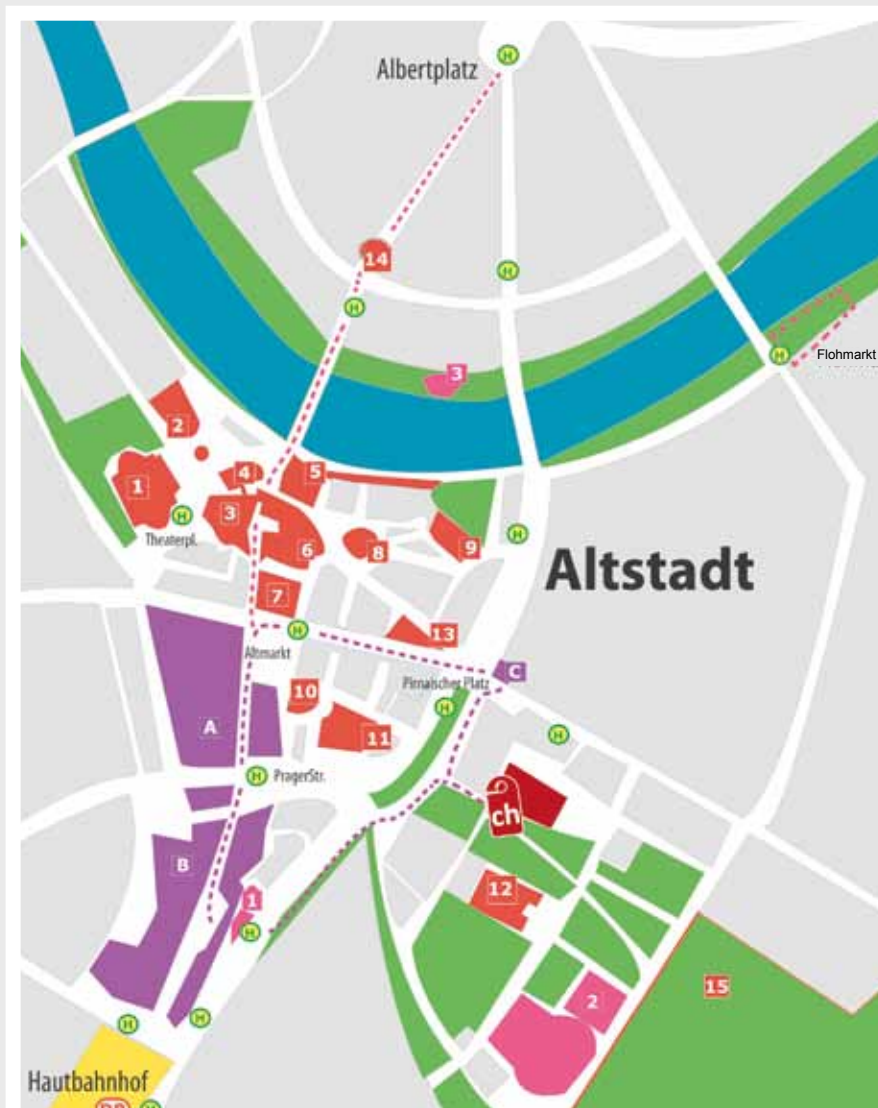 H
Albertplatz
14
H
H
3
H
Flohmarkt
2
1
4
5
3
H
Theaterpl.
6
8
9
H
Altstadt
7
H
13
Altmarkt
C
Pirnaischer Platz
10
H
A
11
H
H
PragerStr.
ch
B
1
12
H
15
2
H
H
Hautbahnhof
H